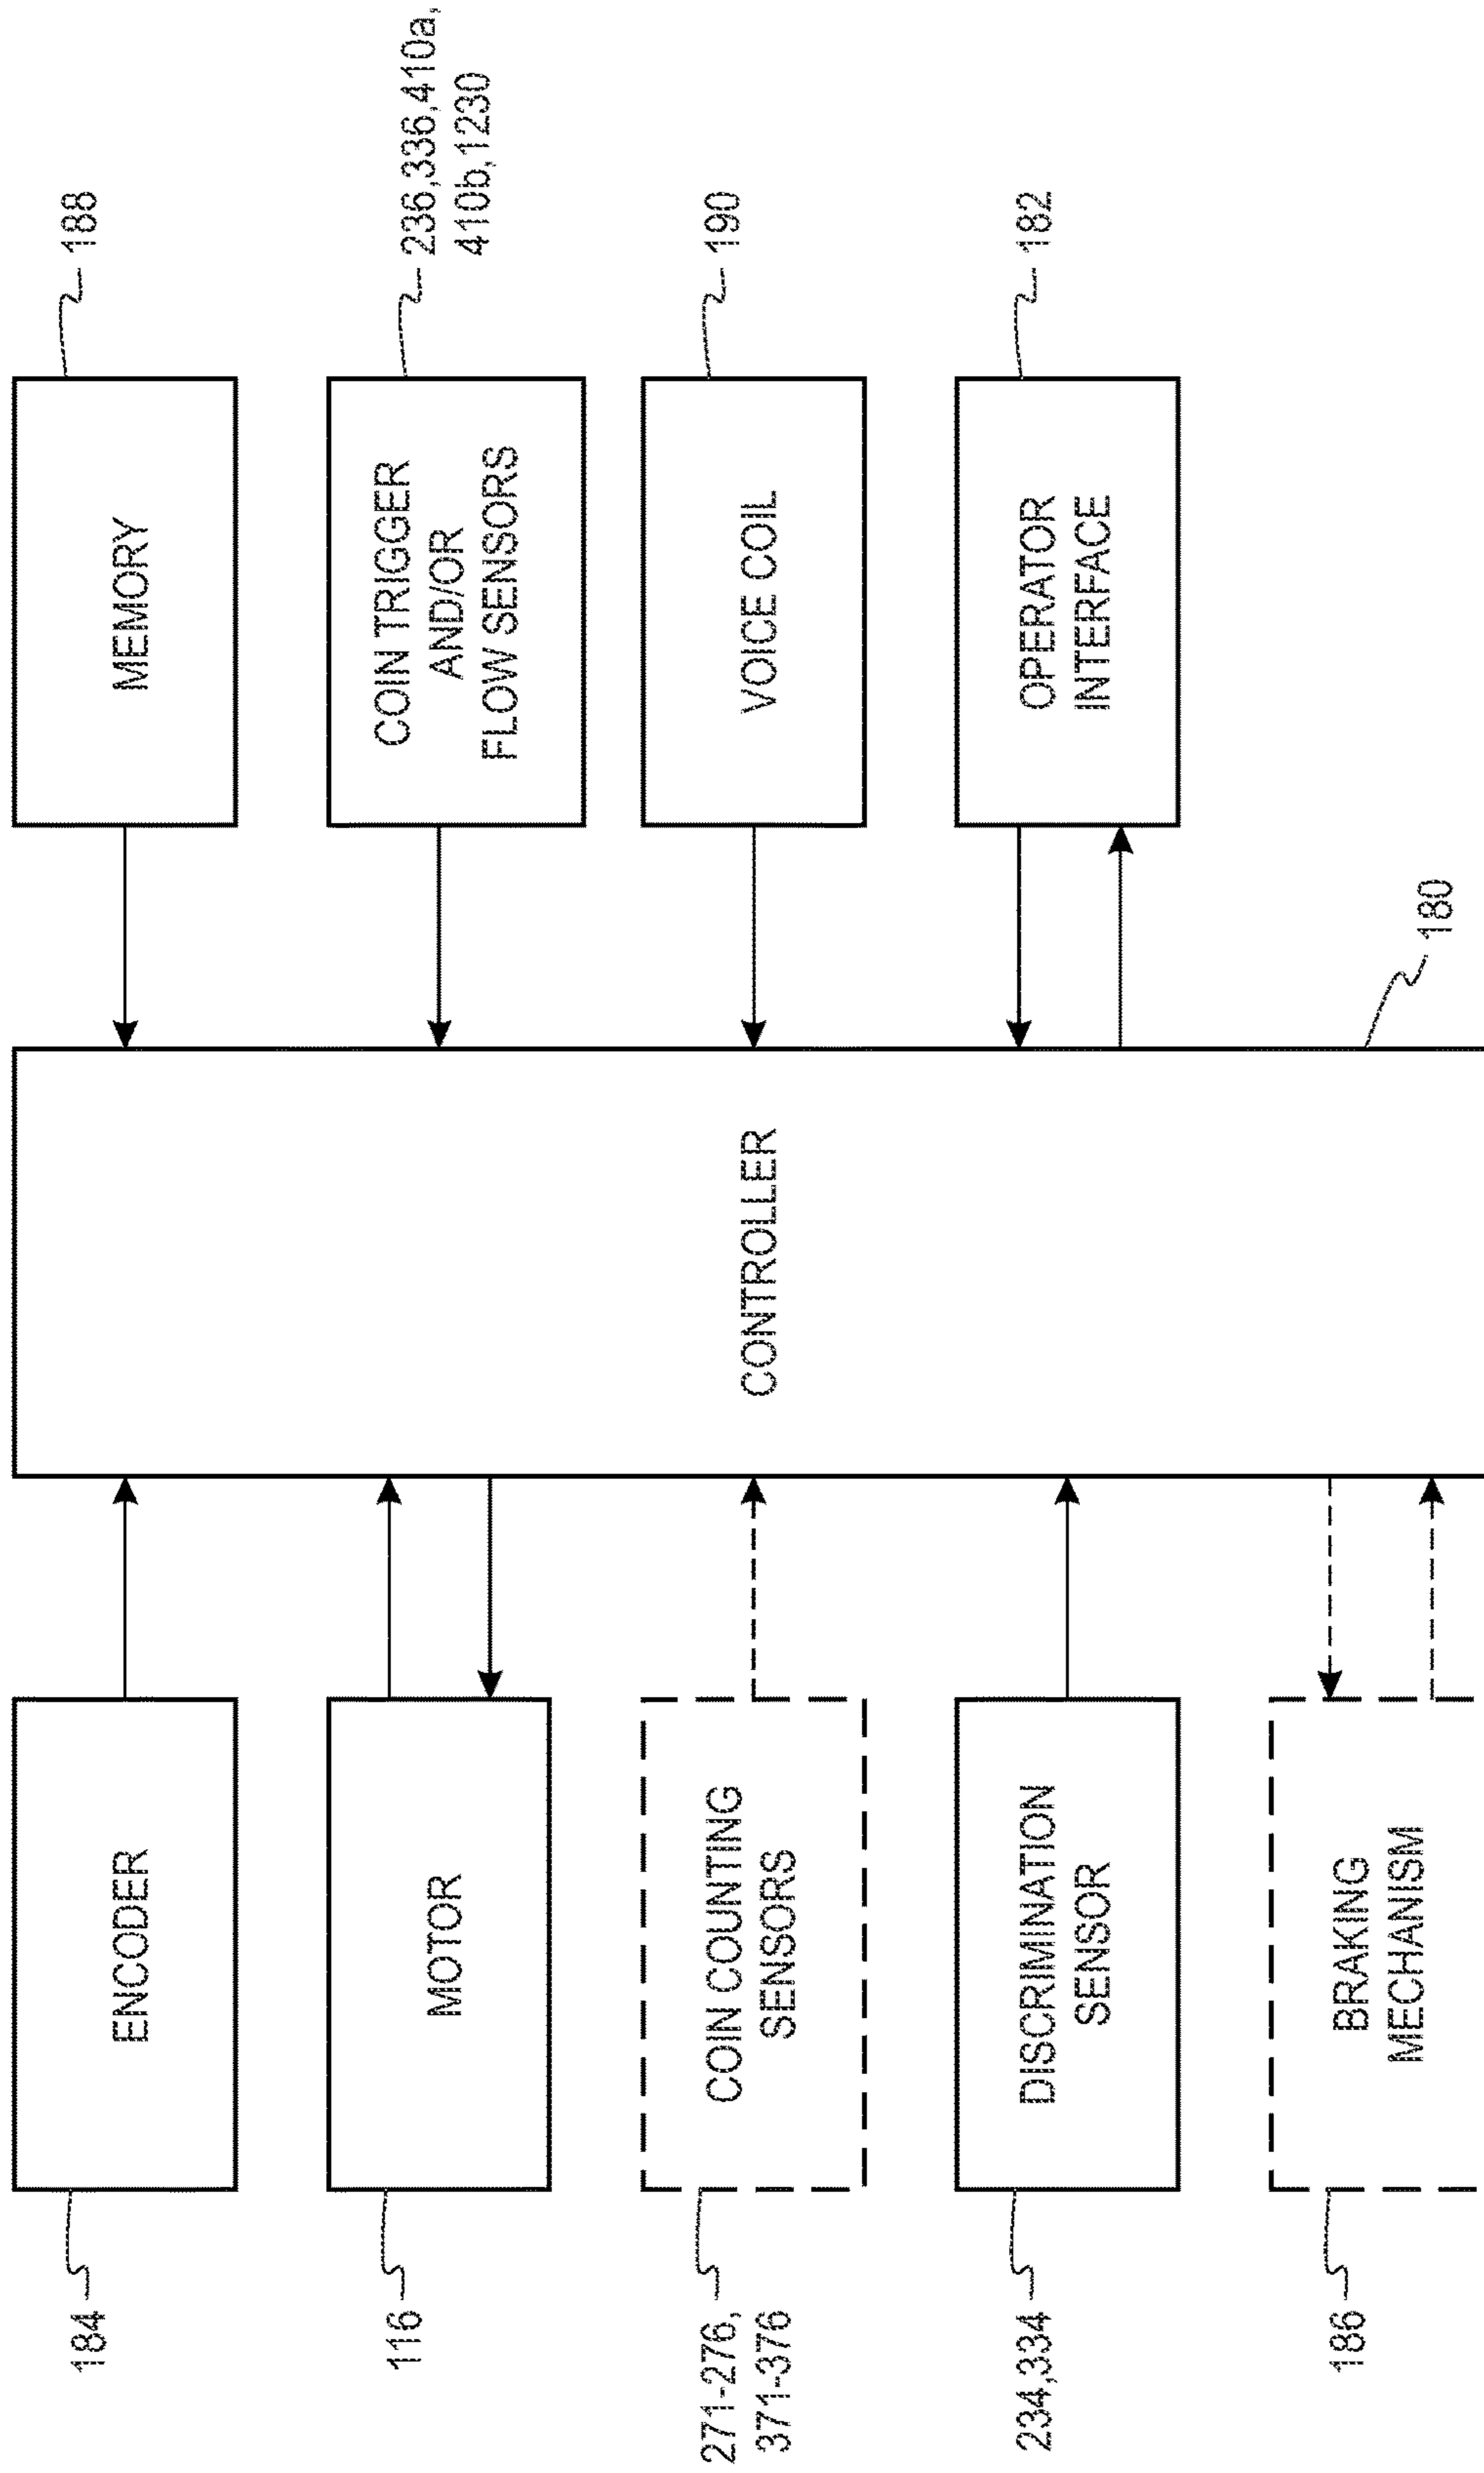 184
ENCODER
116
MOTOR
271-276,
371-376
COIN COUNTING
SENSORS
234,334
DISCRIMINATION
SENSOR
186
BRAKING
MECHANISM
CONTROLLER
180
MEMORY
188
COIN TRIGGER
AND/OR
FLOW SENSORS
236,336,410a,
410b,1230
VOICE COIL
190
OPERATOR
INTERFACE
182